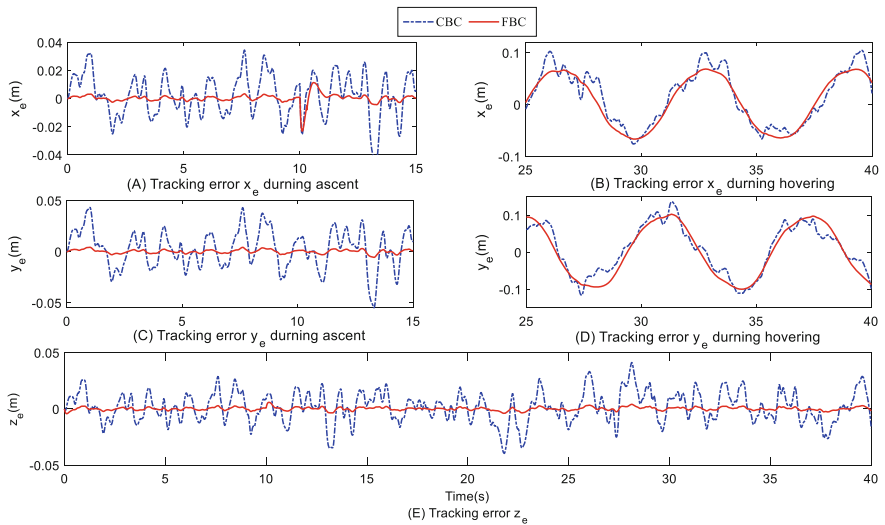 CBC FBC
0.04
0.02
0
-0.02
-0.04
x_e(m)
0 5 10 15
(A) Tracking error x_e durning ascent
0.1
0
-0.1
x_e(m)
25 30 35 40
(B) Tracking error x_e durning hovering
0.05
0
-0.05
y_e(m)
0 5 10 15
(C) Tracking error y_e durning ascent
0.1
0
-0.1
y_e(m)
25 30 35 40
(D) Tracking error y_e durning hovering
0.05
0
-0.05
z_e(m)
0 5 10 15 20 25 30 35 40
Time(s)
(E) Tracking error z_e